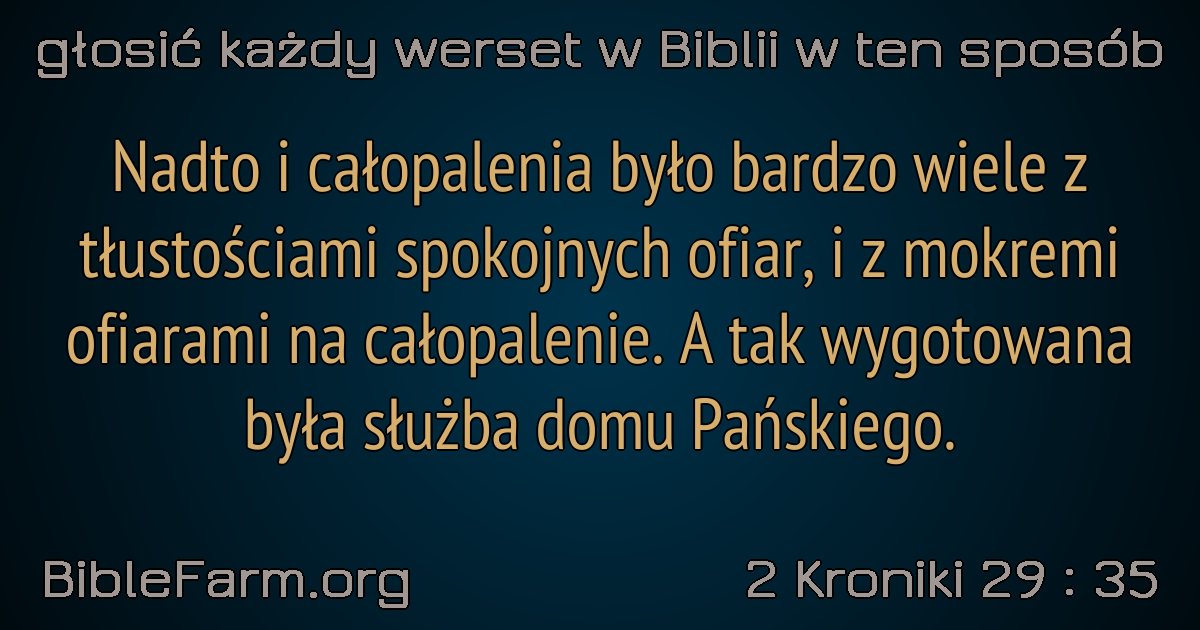 głosić każdy werset w Biblii w ten sposób
Nadto i całopalenia było bardzo wiele z
tłustościami spokojnych ofiar, i z mokremi
ofiarami na całopalenie. A tak wygotowana
była służba domu Pańskiego.
BibleFarm.org
2 Kroniki 29 : 35